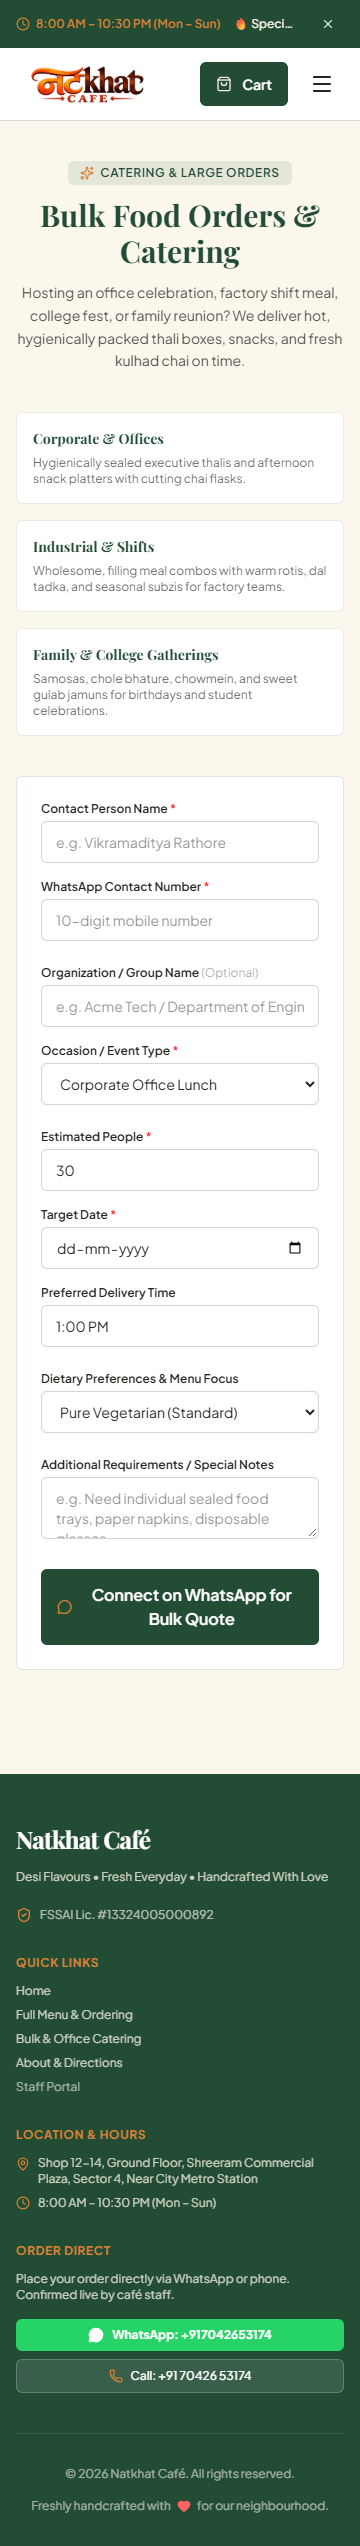 8:00 AM – 10:30 PM (Mon – Sun) 🔥 Speci...
नटkhat
CAFE
Cart
CATERING & LARGE ORDERS
Bulk Food Orders &
Catering
Hosting an office celebration, factory shift meal,
college fest, or family reunion? We deliver hot,
hygienically packed thali boxes, snacks, and fresh
kulhad chai on time.
Corporate & Offices
Hygienically sealed executive thalis and afternoon
snack platters with cutting chai flasks.
Industrial & Shifts
Wholesome, filling meal combos with warm rotis, dal
tadka, and seasonal subzis for factory teams.
Family & College Gatherings
Samosas, chole bhature, chowmein, and sweet
gulab jamuns for birthdays and student
celebrations.
Contact Person Name *
e.g. Vikramaditya Rathore
WhatsApp Contact Number *
10-digit mobile number
Organization / Group Name (Optional)
e.g. Acme Tech / Department of Engin
Occasion / Event Type *
Corporate Office Lunch
Estimated People *
30
Target Date *
dd-mm-yyyy
Preferred Delivery Time
1:00 PM
Dietary Preferences & Menu Focus
Pure Vegetarian (Standard)
Additional Requirements / Special Notes
e.g. Need individual sealed food
trays, paper napkins, disposable
glasses
Connect on WhatsApp for
Bulk Quote
Natkhat Café
Desi Flavours • Fresh Everyday • Handcrafted With Love
FSSAI Lic. #13324005000892
QUICK LINKS
Home
Full Menu & Ordering
Bulk & Office Catering
About & Directions
Staff Portal
LOCATION & HOURS
Shop 12-14, Ground Floor, Shreeram Commercial
Plaza, Sector 4, Near City Metro Station
8:00 AM – 10:30 PM (Mon – Sun)
ORDER DIRECT
Place your order directly via WhatsApp or phone.
Confirmed live by café staff.
WhatsApp: +917042653174
Call: +91 70426 53174
© 2026 Natkhat Café. All rights reserved.
Freshly handcrafted with ❤️ for our neighbourhood.